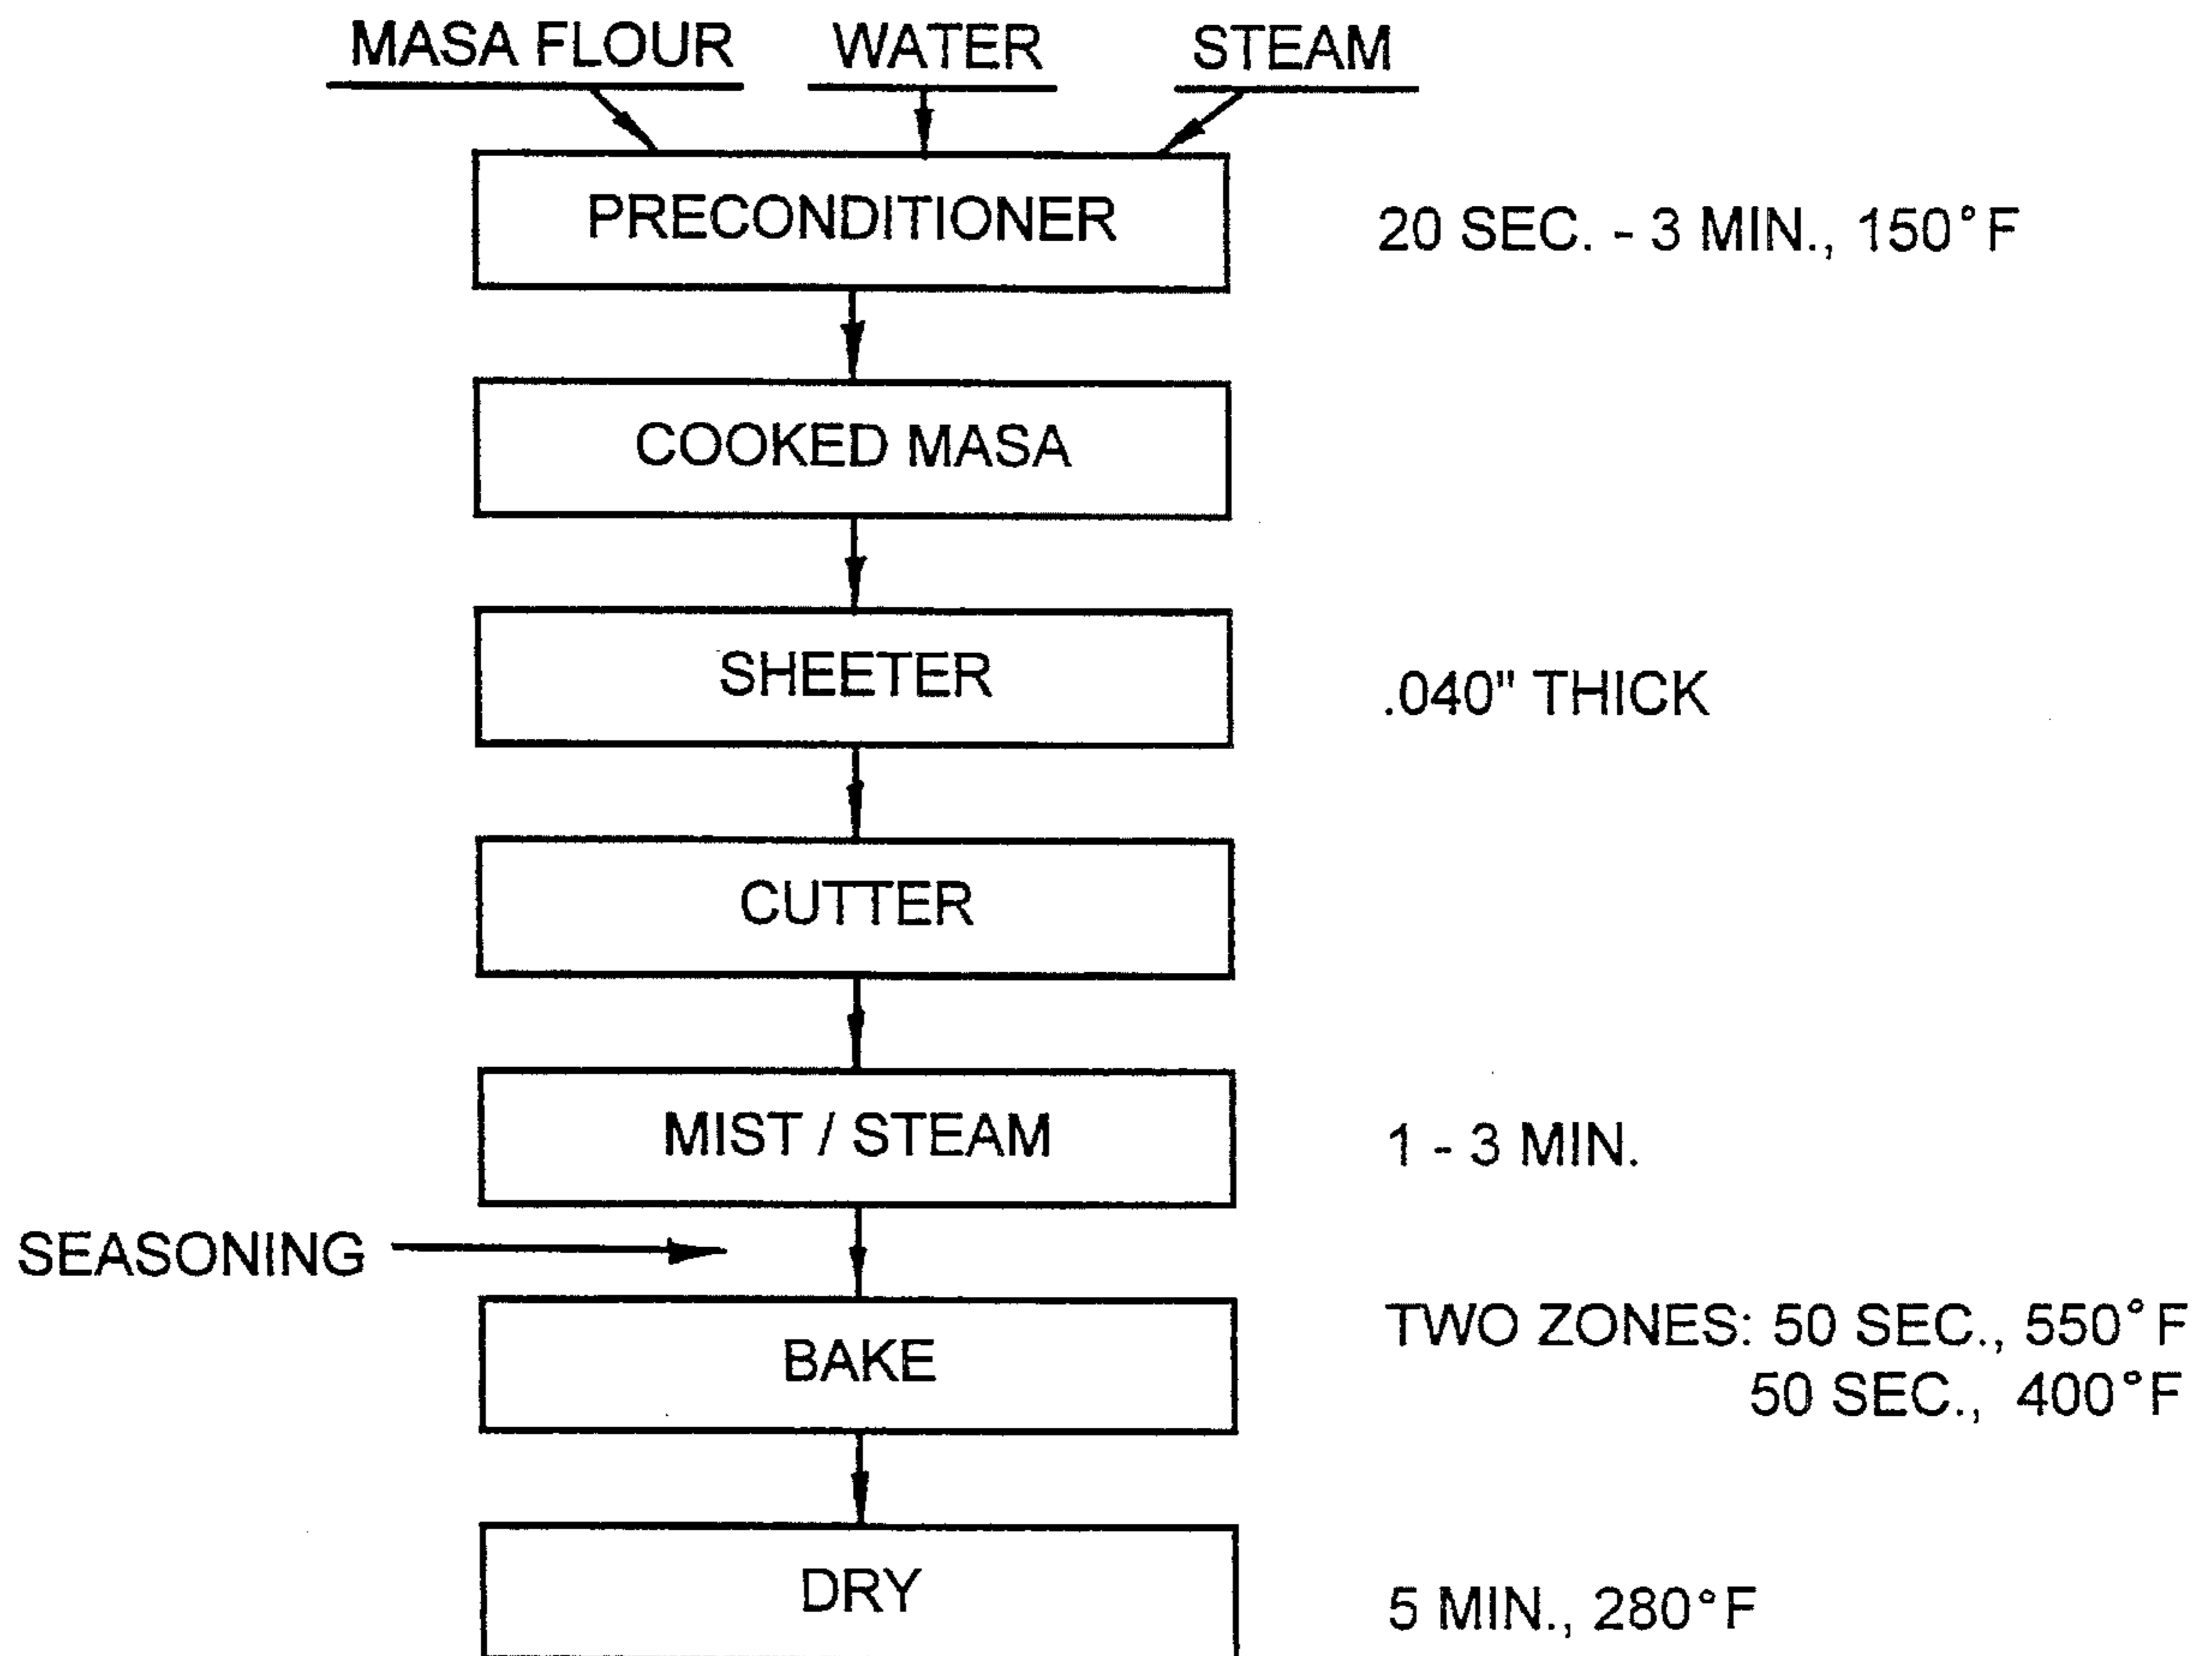 MASA FLOUR WATER STEAM
PRECONDITIONER
20 SEC. - 3 MIN., 150°F
COOKED MASA
SHEETER
.040" THICK
CUTTER
MIST / STEAM
1 - 3 MIN.
SEASONING
BAKE
TWO ZONES: 50 SEC., 550°F
50 SEC., 400°F
DRY
5 MIN., 280°F